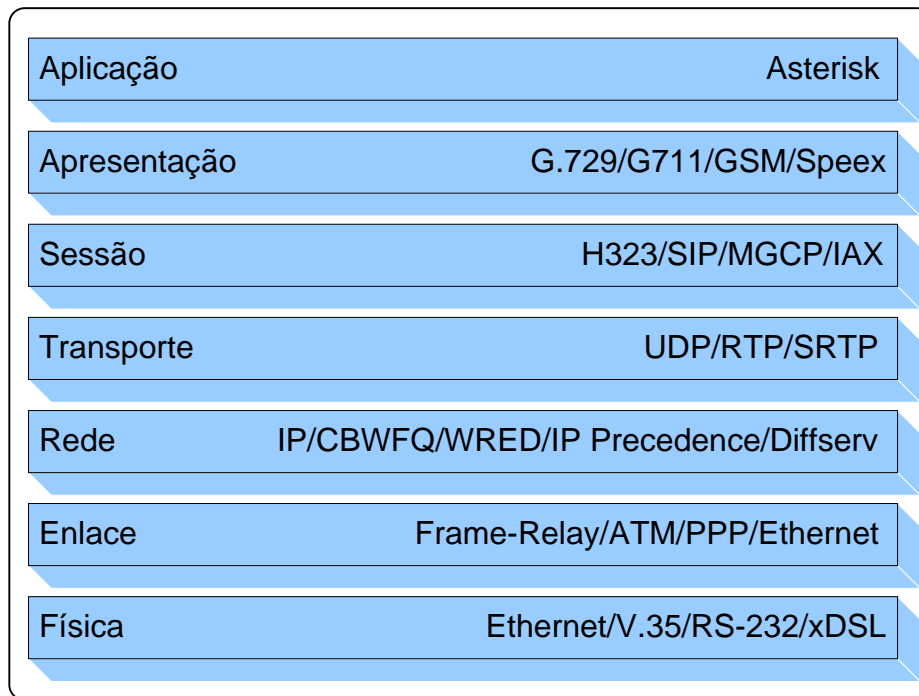 Aplicação Asterisk
Apresentação G.729/G711/GSM/Speex
Sessão H323/SIP/MGCP/IAX
Transporte UDP/RTP/SRTP
Rede IP/CBWFQ/WRED/IP Precedence/Diffserv
Enlace Frame-Relay/ATM/PPP/Ethernet
Física Ethernet/V.35/RS-232/xDSL